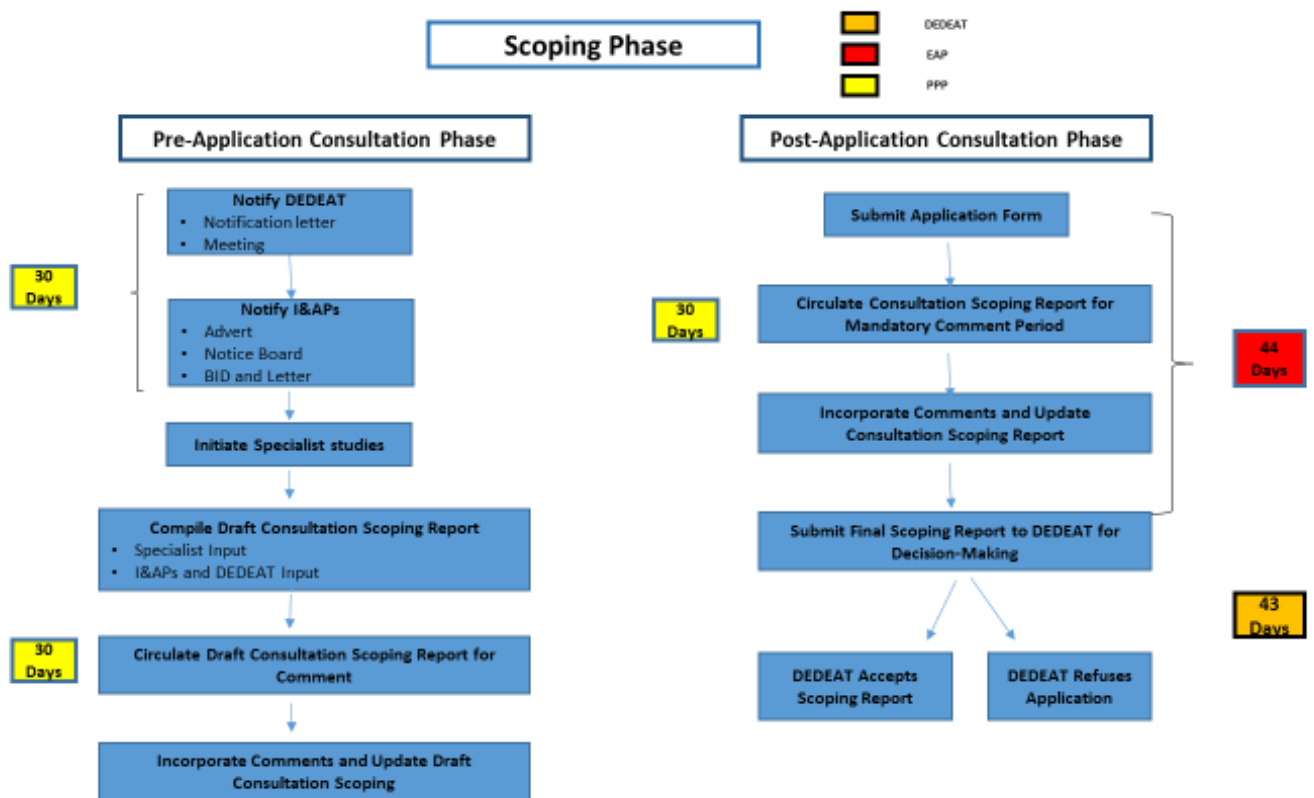 Scoping Phase
DEDEAT
EAP
PPP
Pre-Application Consultation Phase
Notify DEDEAT
• Notification letter
• Meeting
30
Days
Notify I&APs
• Advert
• Notice Board
• BID and Letter
Initiate Specialist studies
Compile Draft Consultation Scoping Report
• Specialist Input
• I&APs and DEDEAT Input
30
Days
Circulate Draft Consultation Scoping Report for
Comment
Incorporate Comments and Update Draft
Consultation Scoping
Post-Application Consultation Phase
Submit Application Form
30
Days
Circulate Consultation Scoping Report for
Mandatory Comment Period
44
Days
Incorporate Comments and Update
Consultation Scoping Report
Submit Final Scoping Report to DEDEAT for
Decision-Making
43
Days
DEDEAT Accepts
Scoping Report
DEDEAT Refuses
Application